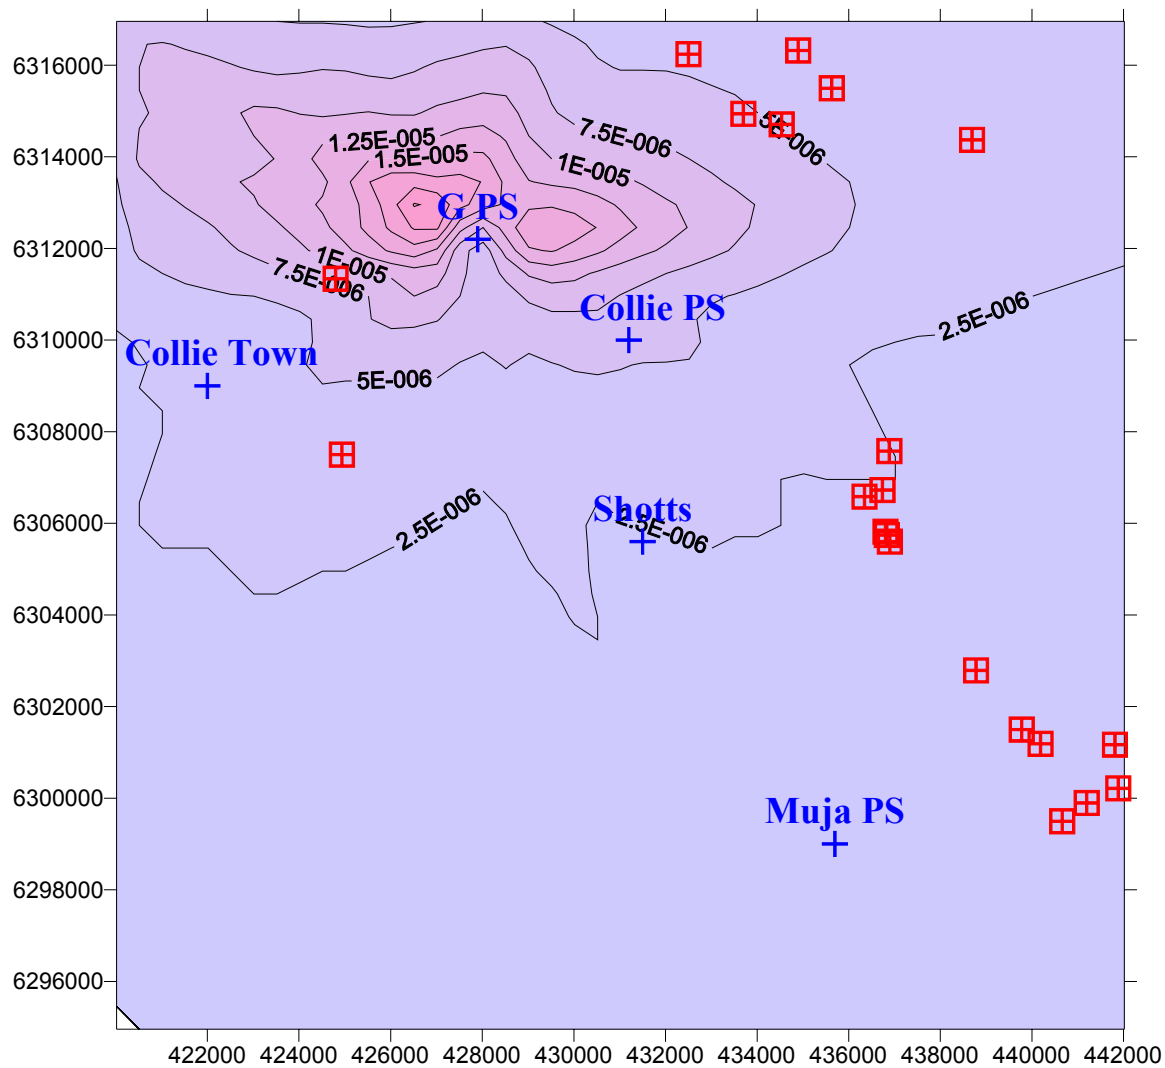 6316000
6314000
6312000
6310000
6308000
6306000
6304000
6302000
6300000
6298000
6296000
7.5E-006
5E-006
1.25E-005
1.5E-005
1E-005
G PS
1E-005
7.5E-006
Collie PS
2.5E-006
Collie Town
5E-006
2.5E-006
Shotts
2.5E-006
Muja PS
422000 424000 426000 428000 430000 432000 434000 436000 438000 440000 442000